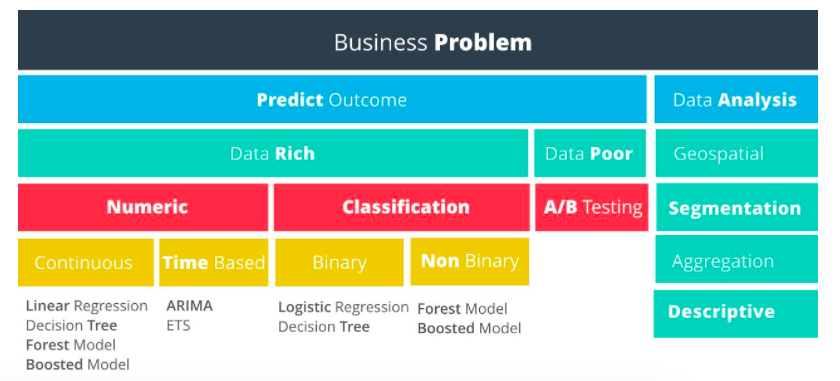 Business Problem
Predict Outcome
Data Analysis
Data Rich
Data Poor
Geospatial
Numeric
Classification
A/B Testing
Segmentation
Continuous
Time Based
Binary
Non Binary
Aggregation
Linear Regression
Decision Tree
Forest Model
Boosted Model
ARIMA
ETS
Logistic Regression
Decision Tree
Forest Model
Boosted Model
Descriptive